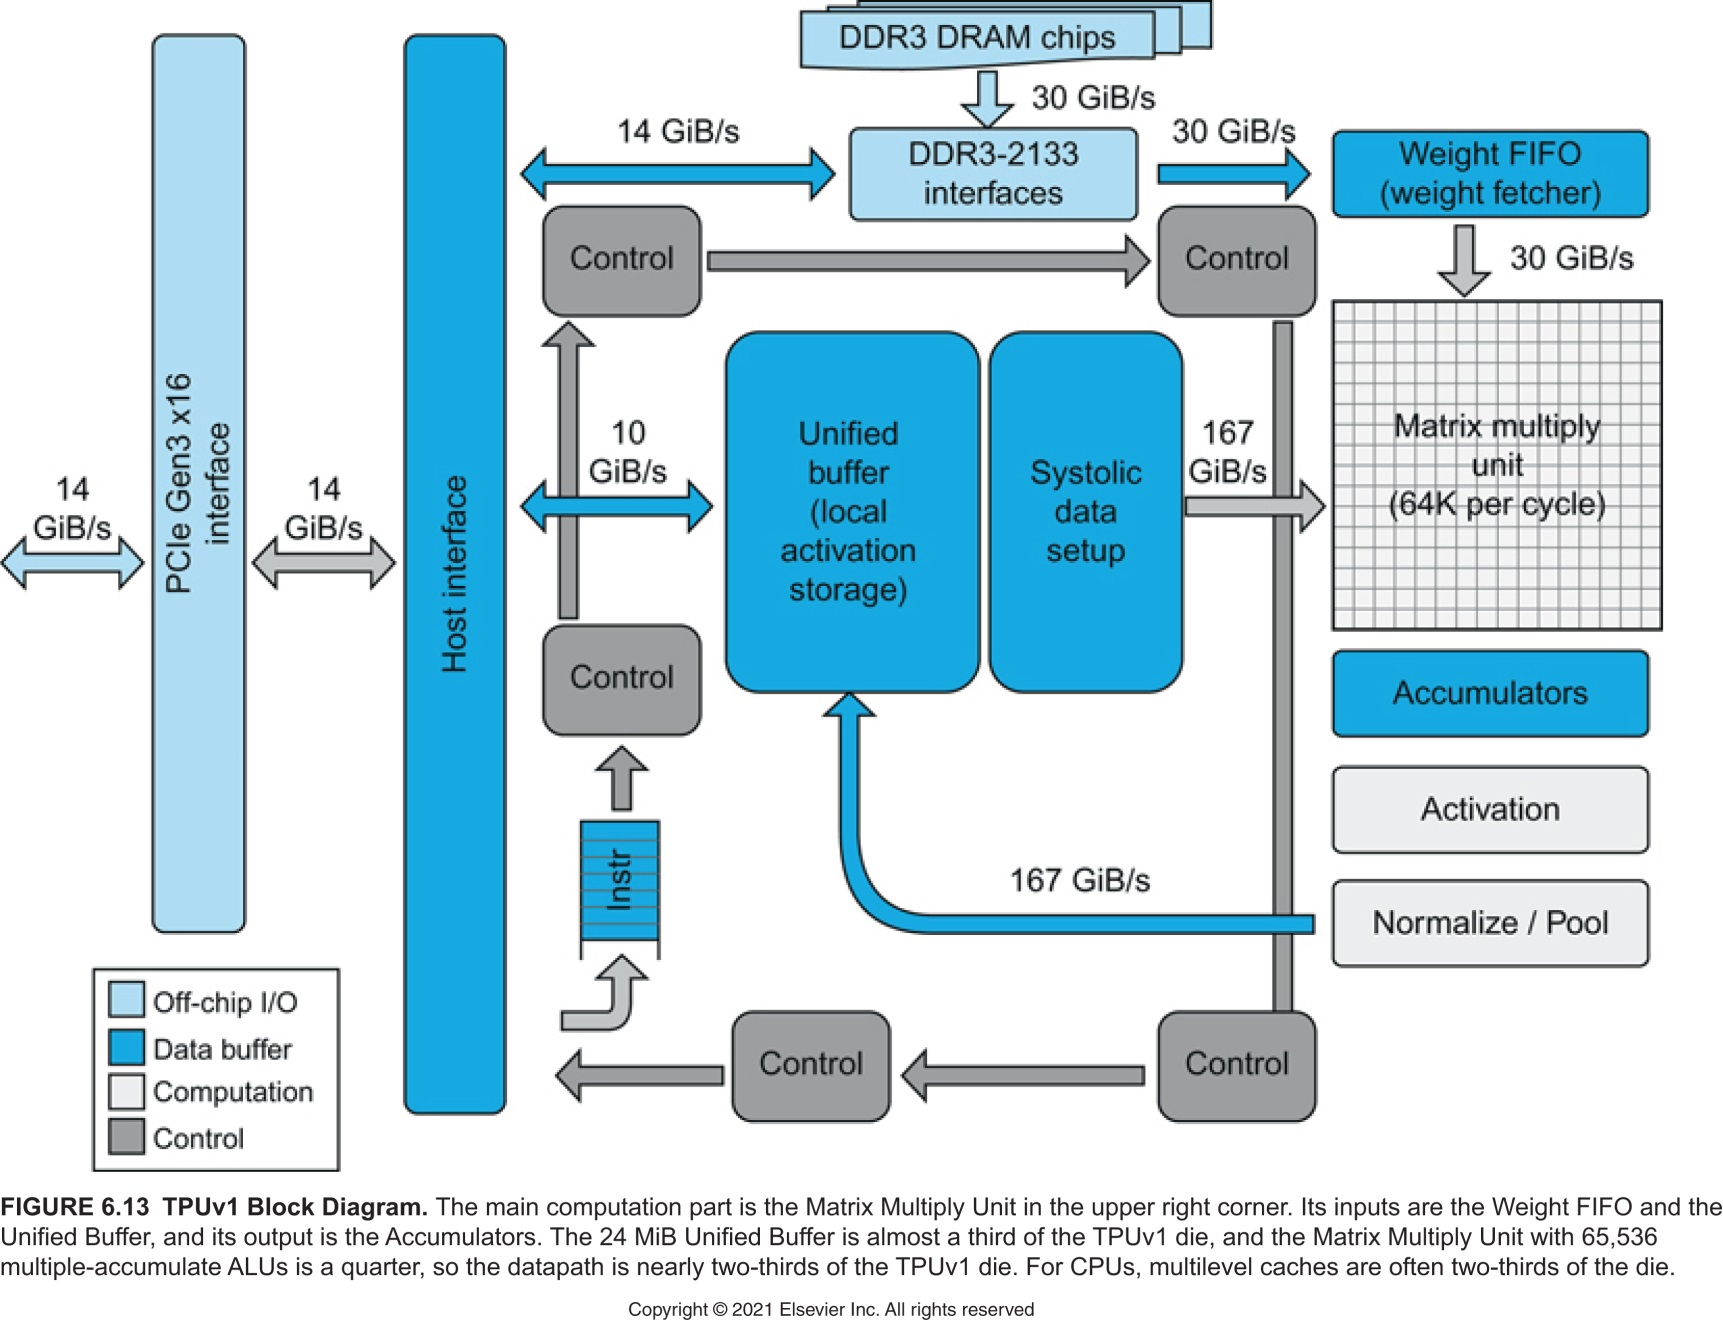 DDR3 DRAM chips
30 GiB/s
14 GiB/s
DDR3-2133
interfaces
30 GiB/s
Weight FIFO
(weight fetcher)
30 GiB/s
Control
Control
PCIe Gen3 x16
interface
14
GiB/s
14
GiB/s
Host interface
10
GiB/s
Unified
buffer
(local
activation
storage)
Systolic
data
setup
167
GiB/s
Matrix multiply
unit
(64K per cycle)
Control
Accumulators
Activation
Instr
167 GiB/s
Normalize / Pool
Control
Control
Off-chip I/O
Data buffer
Computation
Control
FIGURE 6.13 TPUv1 Block Diagram. The main computation part is the Matrix Multiply Unit in the upper right corner. Its inputs are the Weight FIFO and the
Unified Buffer, and its output is the Accumulators. The 24 MiB Unified Buffer is almost a third of the TPUv1 die, and the Matrix Multiply Unit with 65,536
multiple-accumulate ALUs is a quarter, so the datapath is nearly two-thirds of the TPUv1 die. For CPUs, multilevel caches are often two-thirds of the die.
Copyright © 2021 Elsevier Inc. All rights reserved